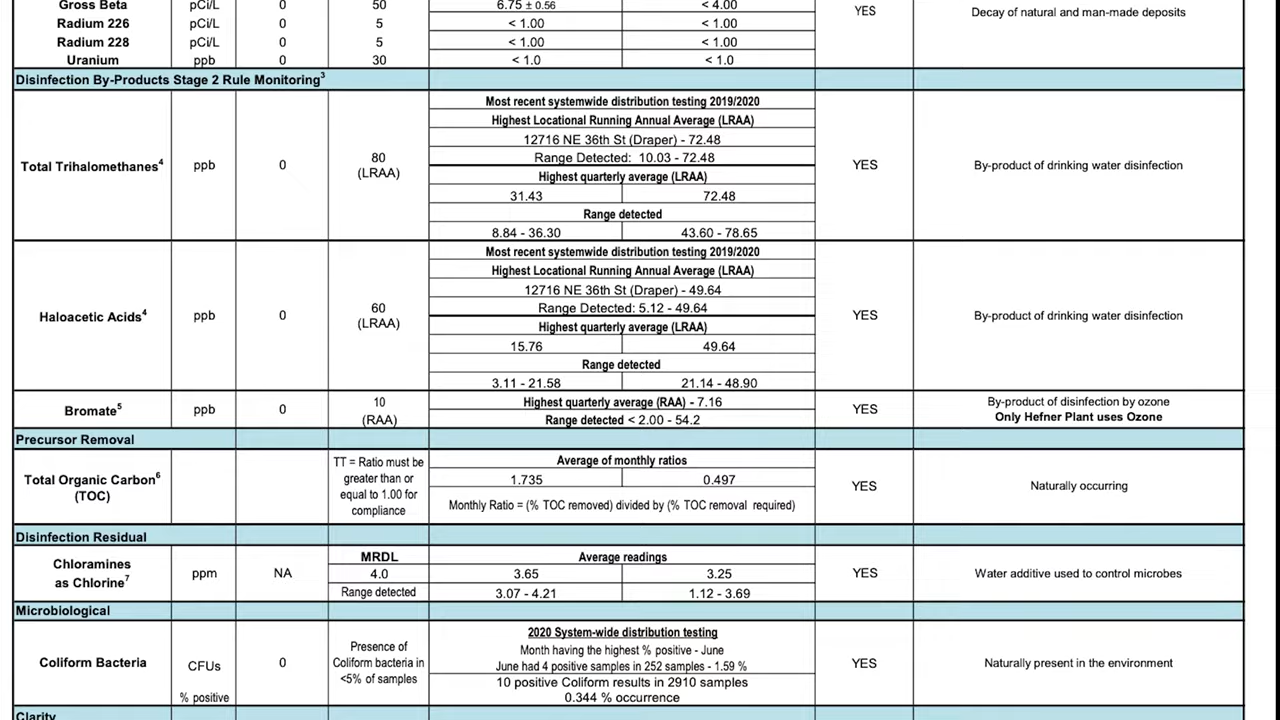 Gross Beta pCi/L 0 50 6.75 ± 0.56 < 4.00 YES Decay of natural and man-made deposits
Radium 226 pCi/L 0 5 < 1.00 < 1.00
Radium 228 pCi/L 0 5 < 1.00 < 1.00
Uranium ppb 0 30 < 1.0 < 1.0
Disinfection By-Products Stage 2 Rule Monitoring3
Total Trihalomethanes4 ppb 0
80
(LRAA)
Most recent systemwide distribution testing 2019/2020
Highest Locational Running Annual Average (LRAA)
12716 NE 36th St (Draper) - 72.48
Range Detected: 10.03 - 72.48
Highest quarterly average (LRAA)
31.43 72.48
Range detected
8.84 - 36.30 43.60 - 78.65
YES By-product of drinking water disinfection
Haloacetic Acids4 ppb 0
60
(LRAA)
Most recent systemwide distribution testing 2019/2020
Highest Locational Running Annual Average (LRAA)
12716 NE 36th St (Draper) - 49.64
Range Detected: 5.12 - 49.64
Highest quarterly average (LRAA)
15.76 49.64
Range detected
3.11 - 21.58 21.14 - 48.90
YES By-product of drinking water disinfection
Bromate5 ppb 0
10
(RAA)
Highest quarterly average (RAA) - 7.16
Range detected < 2.00 - 54.2
YES
By-product of disinfection by ozone
Only Hefner Plant uses Ozone
Precursor Removal
Total Organic Carbon6
(TOC)
TT = Ratio must be
greater than or
equal to 1.00 for
compliance
Average of monthly ratios
1.735 0.497
Monthly Ratio = (% TOC removed) divided by (% TOC removal required)
YES Naturally occurring
Disinfection Residual
Chloramines
as Chlorine7
ppm NA
MRDL
4.0
Range detected
Average readings
3.65 3.25
3.07 - 4.21 1.12 - 3.69
YES Water additive used to control microbes
Microbiological
Coliform Bacteria
CFUs
% positive
0
Presence of
Coliform bacteria in
<5% of samples
2020 System-wide distribution testing
Month having the highest % positive - June
June had 4 positive samples in 252 samples - 1.59 %
10 positive Coliform results in 2910 samples
0.344 % occurrence
YES Naturally present in the environment
Clarity